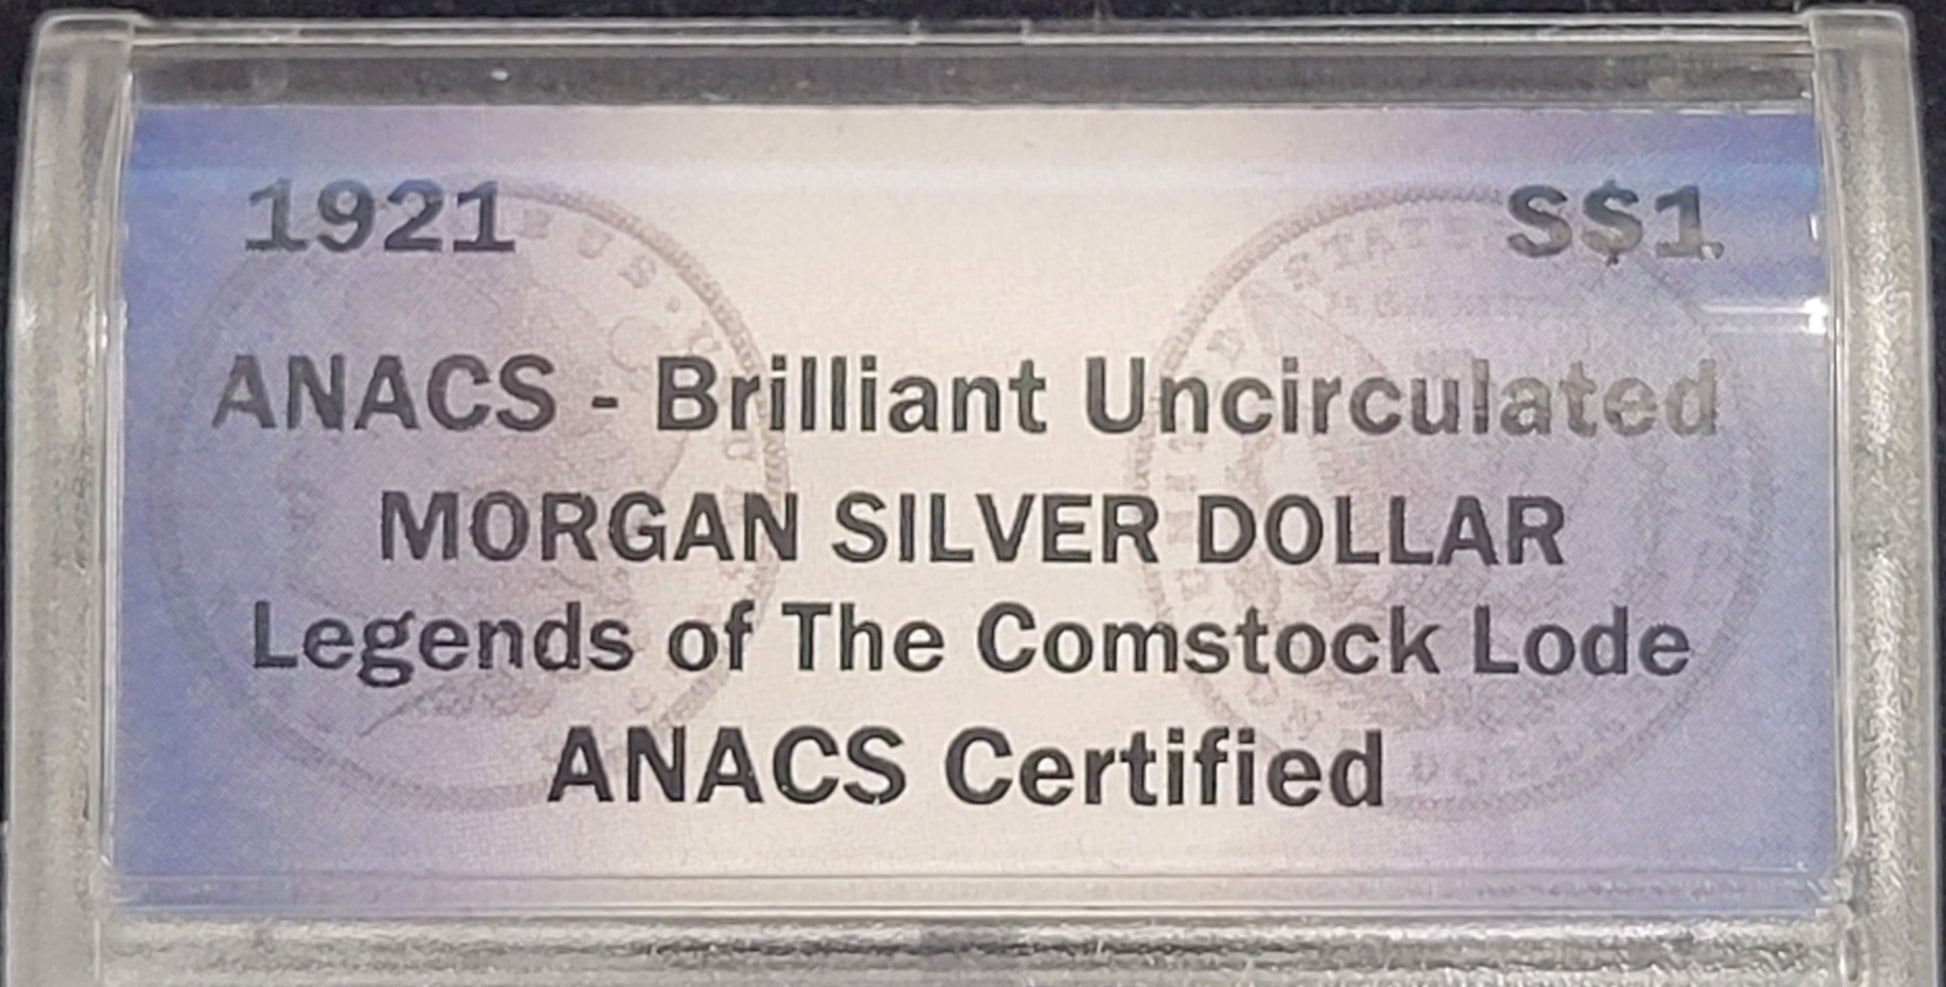 1921 S$1
ANACS - Brilliant Uncirculated
MORGAN SILVER DOLLAR
Legends of The Comstock Lode
ANACS Certified